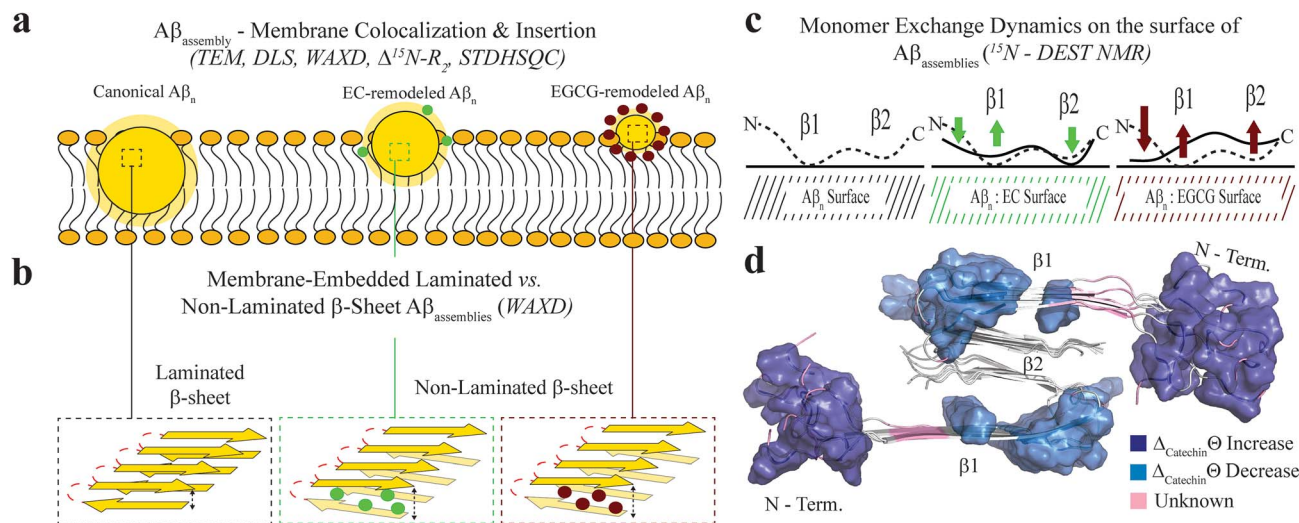 a
Aβassembly - Membrane Colocalization & Insertion
(TEM, DLS, WAXD, Δ15N-R2, STDHSQC)
Canonical Aβn
EC-remodeled Aβn
EGCG-remodeled Aβn
b
Membrane-Embedded Laminated vs.
Non-Laminated β-Sheet Aβassemblies (WAXD)
Laminated
β-sheet
Non-Laminated β-sheet
c
Monomer Exchange Dynamics on the surface of
Aβassemblies (15N - DEST NMR)
N β1 β2 C
N β1 β2 C
N β1 β2 C
Aβn Surface
Aβn : EC Surface
Aβn : EGCG Surface
d
β1
N - Term.
β2
β1
N - Term.
ΔCatechin Θ Increase
ΔCatechin Θ Decrease
Unknown